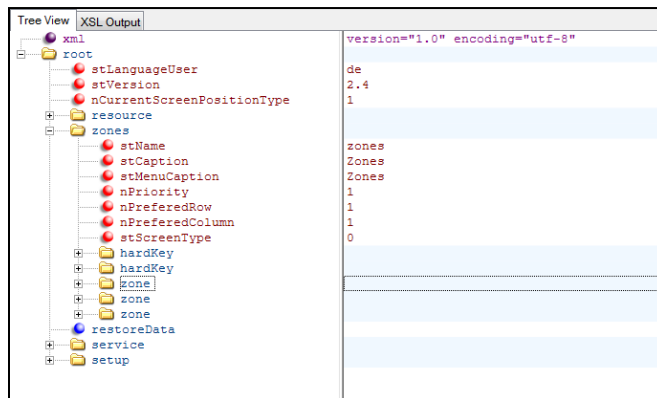 Tree View XSL Output
xml version="1.0" encoding="utf-8"
root
stLanguageUser de
stVersion 2.4
nCurrentScreenPositionType 1
resource
zones
stName zones
stCaption Zones
stMenuCaption Zones
nPriority 1
nPreferedRow 1
nPreferedColumn 1
stScreenType 0
hardKey
hardKey
zone
zone
zone
restoreData
service
setup